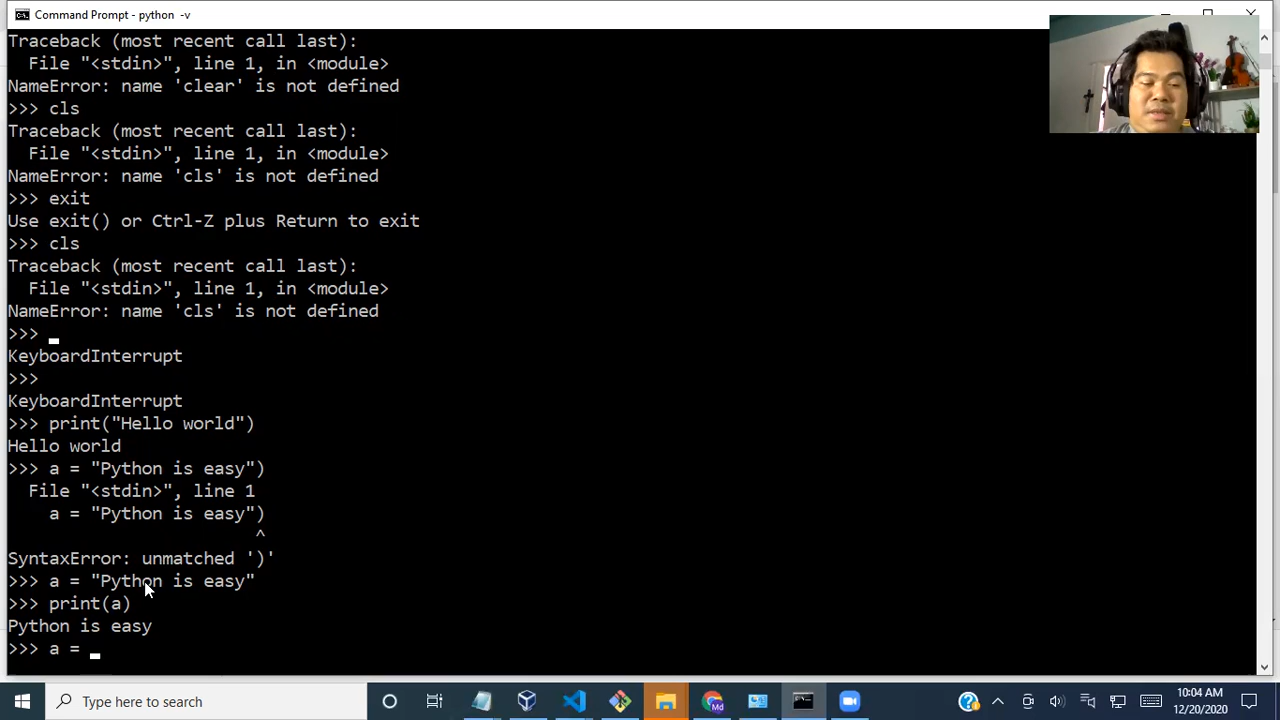 Command Prompt - python -v
Traceback (most recent call last):
  File "<stdin>", line 1, in <module>
NameError: name 'clear' is not defined
>>> cls
Traceback (most recent call last):
  File "<stdin>", line 1, in <module>
NameError: name 'cls' is not defined
>>> exit
Use exit() or Ctrl-Z plus Return to exit
>>> cls
Traceback (most recent call last):
  File "<stdin>", line 1, in <module>
NameError: name 'cls' is not defined
>>>
KeyboardInterrupt
>>>
KeyboardInterrupt
>>> print("Hello world")
Hello world
>>> a = "Python is easy")
  File "<stdin>", line 1
    a = "Python is easy")
                        ^
SyntaxError: unmatched ')'
>>> a = "Python is easy"
>>> print(a)
Python is easy
>>> a =
Type here to search
10:04 AM
12/20/2020